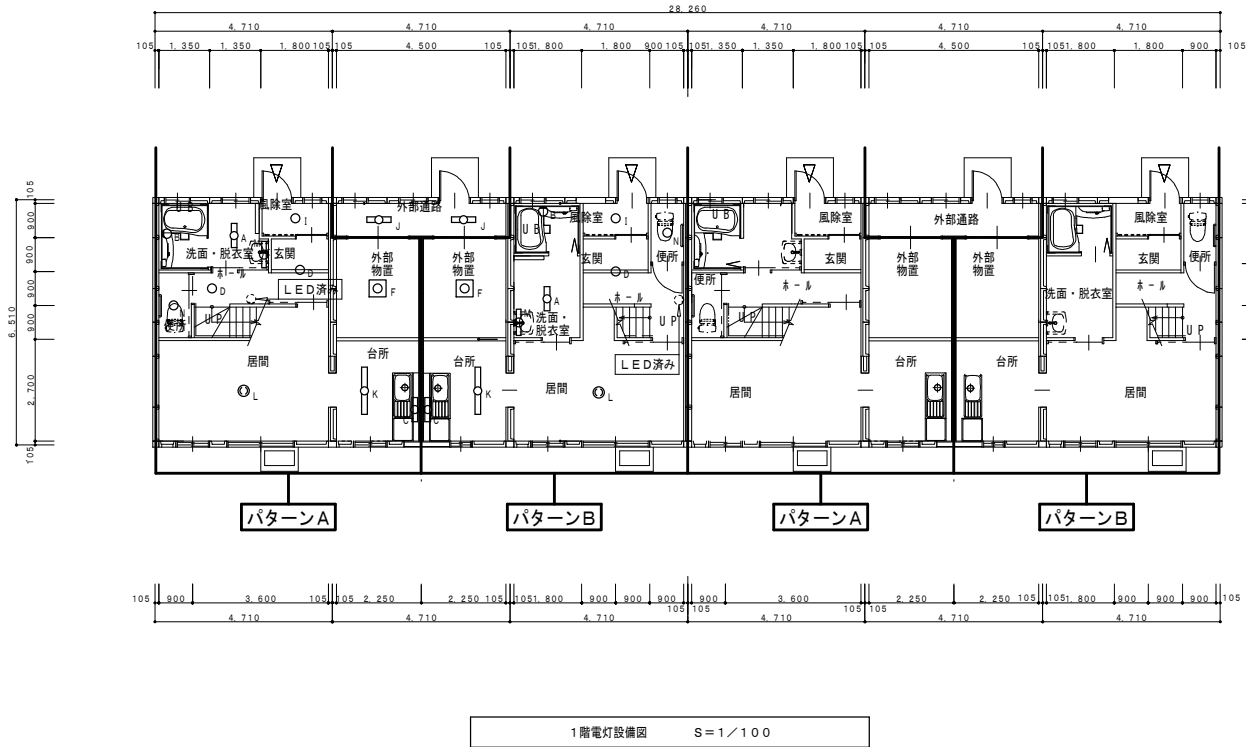 28,260
4,710 4,710 4,710 4,710 4,710 4,710
105 1,350 1,350 1,800 105 105 4,500 105 105 1,800 1,800 900 105 105 1,350 1,350 1,800 105 105 4,500 105 105 1,800 1,800 900 105
105
900
900
900
900
2,700
105
6,510
UB 風除室 I 外部通路 J J UB B 風除室 I 便所 N UB 風除室 外部通路 UB 風除室 便所
B A 洗面・脱衣室 M 玄関 D 外部物置 外部物置 玄関 D 玄関 外部物置 外部物置 玄関
ホール D LED済み F F A 便所 ホール 洗面・脱衣室 ホール
便所 N UP M 洗面・脱衣室 ホール UP UP UP
LED済み
居間 L 台所 K C C 台所 K 居間 L 居間 台所 台所 居間
パターンA パターンB パターンA パターンB
105 900 3,600 105 105 2,250 2,250 105 105 1,800 900 900 900 105 105 900 3,600 105 105 2,250 2,250 105 105 1,800 900 900 900 105
4,710 4,710 4,710 4,710 4,710 4,710
1階電灯設備図 S=1/100